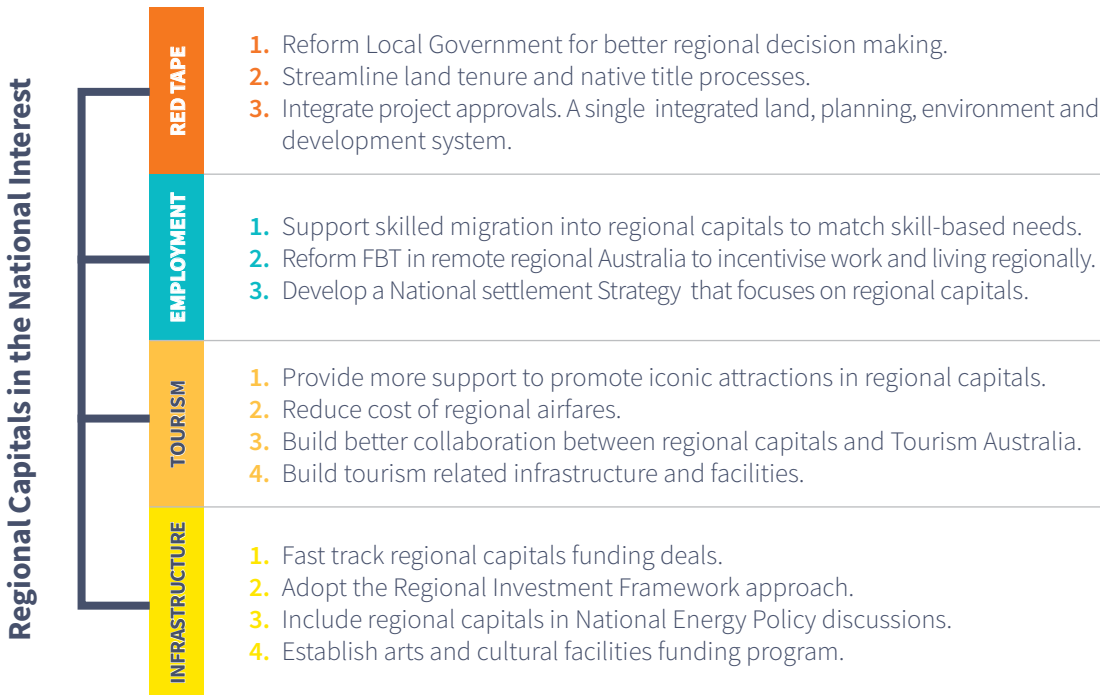 Regional Capitals in the National Interest
RED TAPE
1. Reform Local Government for better regional decision making.
2. Streamline land tenure and native title processes.
3. Integrate project approvals. A single integrated land, planning, environment and
development system.
EMPLOYMENT
1. Support skilled migration into regional capitals to match skill-based needs.
2. Reform FBT in remote regional Australia to incentivise work and living regionally.
3. Develop a National settlement Strategy that focuses on regional capitals.
TOURISM
1. Provide more support to promote iconic attractions in regional capitals.
2. Reduce cost of regional airfares.
3. Build better collaboration between regional capitals and Tourism Australia.
4. Build tourism related infrastructure and facilities.
INFRASTRUCTURE
1. Fast track regional capitals funding deals.
2. Adopt the Regional Investment Framework approach.
3. Include regional capitals in National Energy Policy discussions.
4. Establish arts and cultural facilities funding program.